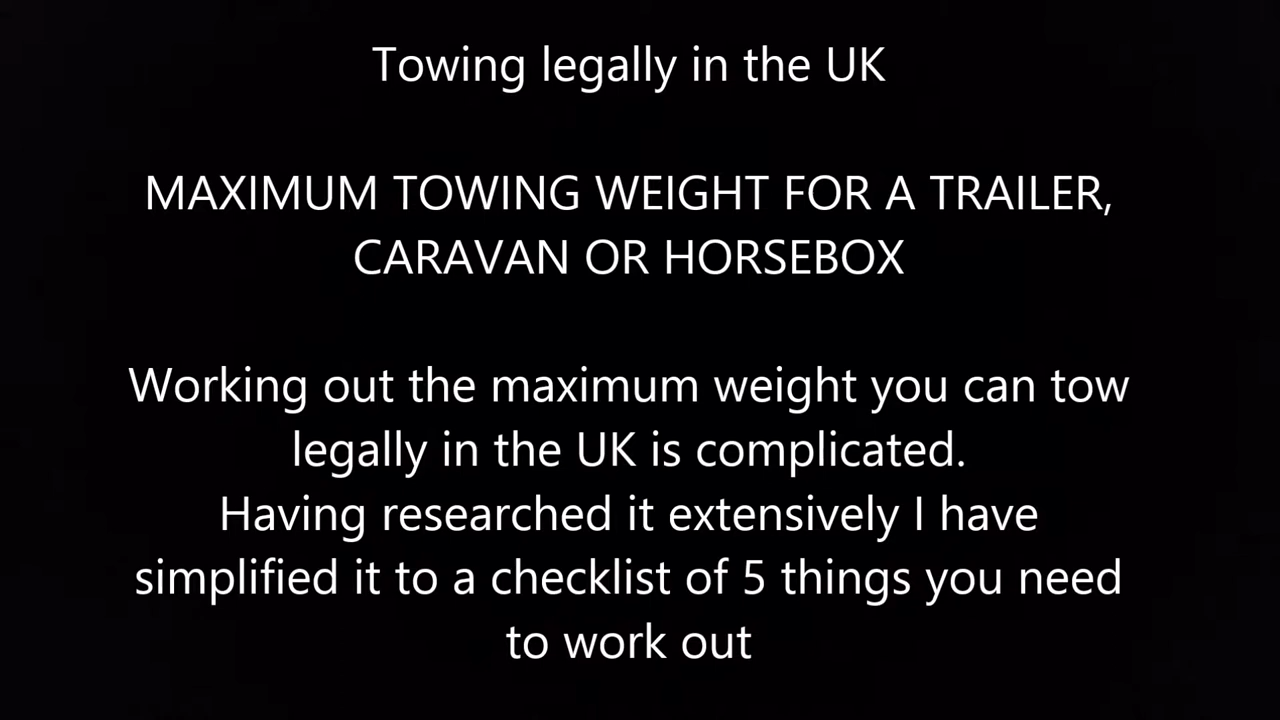 Towing legally in the UK
MAXIMUM TOWING WEIGHT FOR A TRAILER,
CARAVAN OR HORSEBOX
Working out the maximum weight you can tow
legally in the UK is complicated.
Having researched it extensively I have
simplified it to a checklist of 5 things you need
to work out